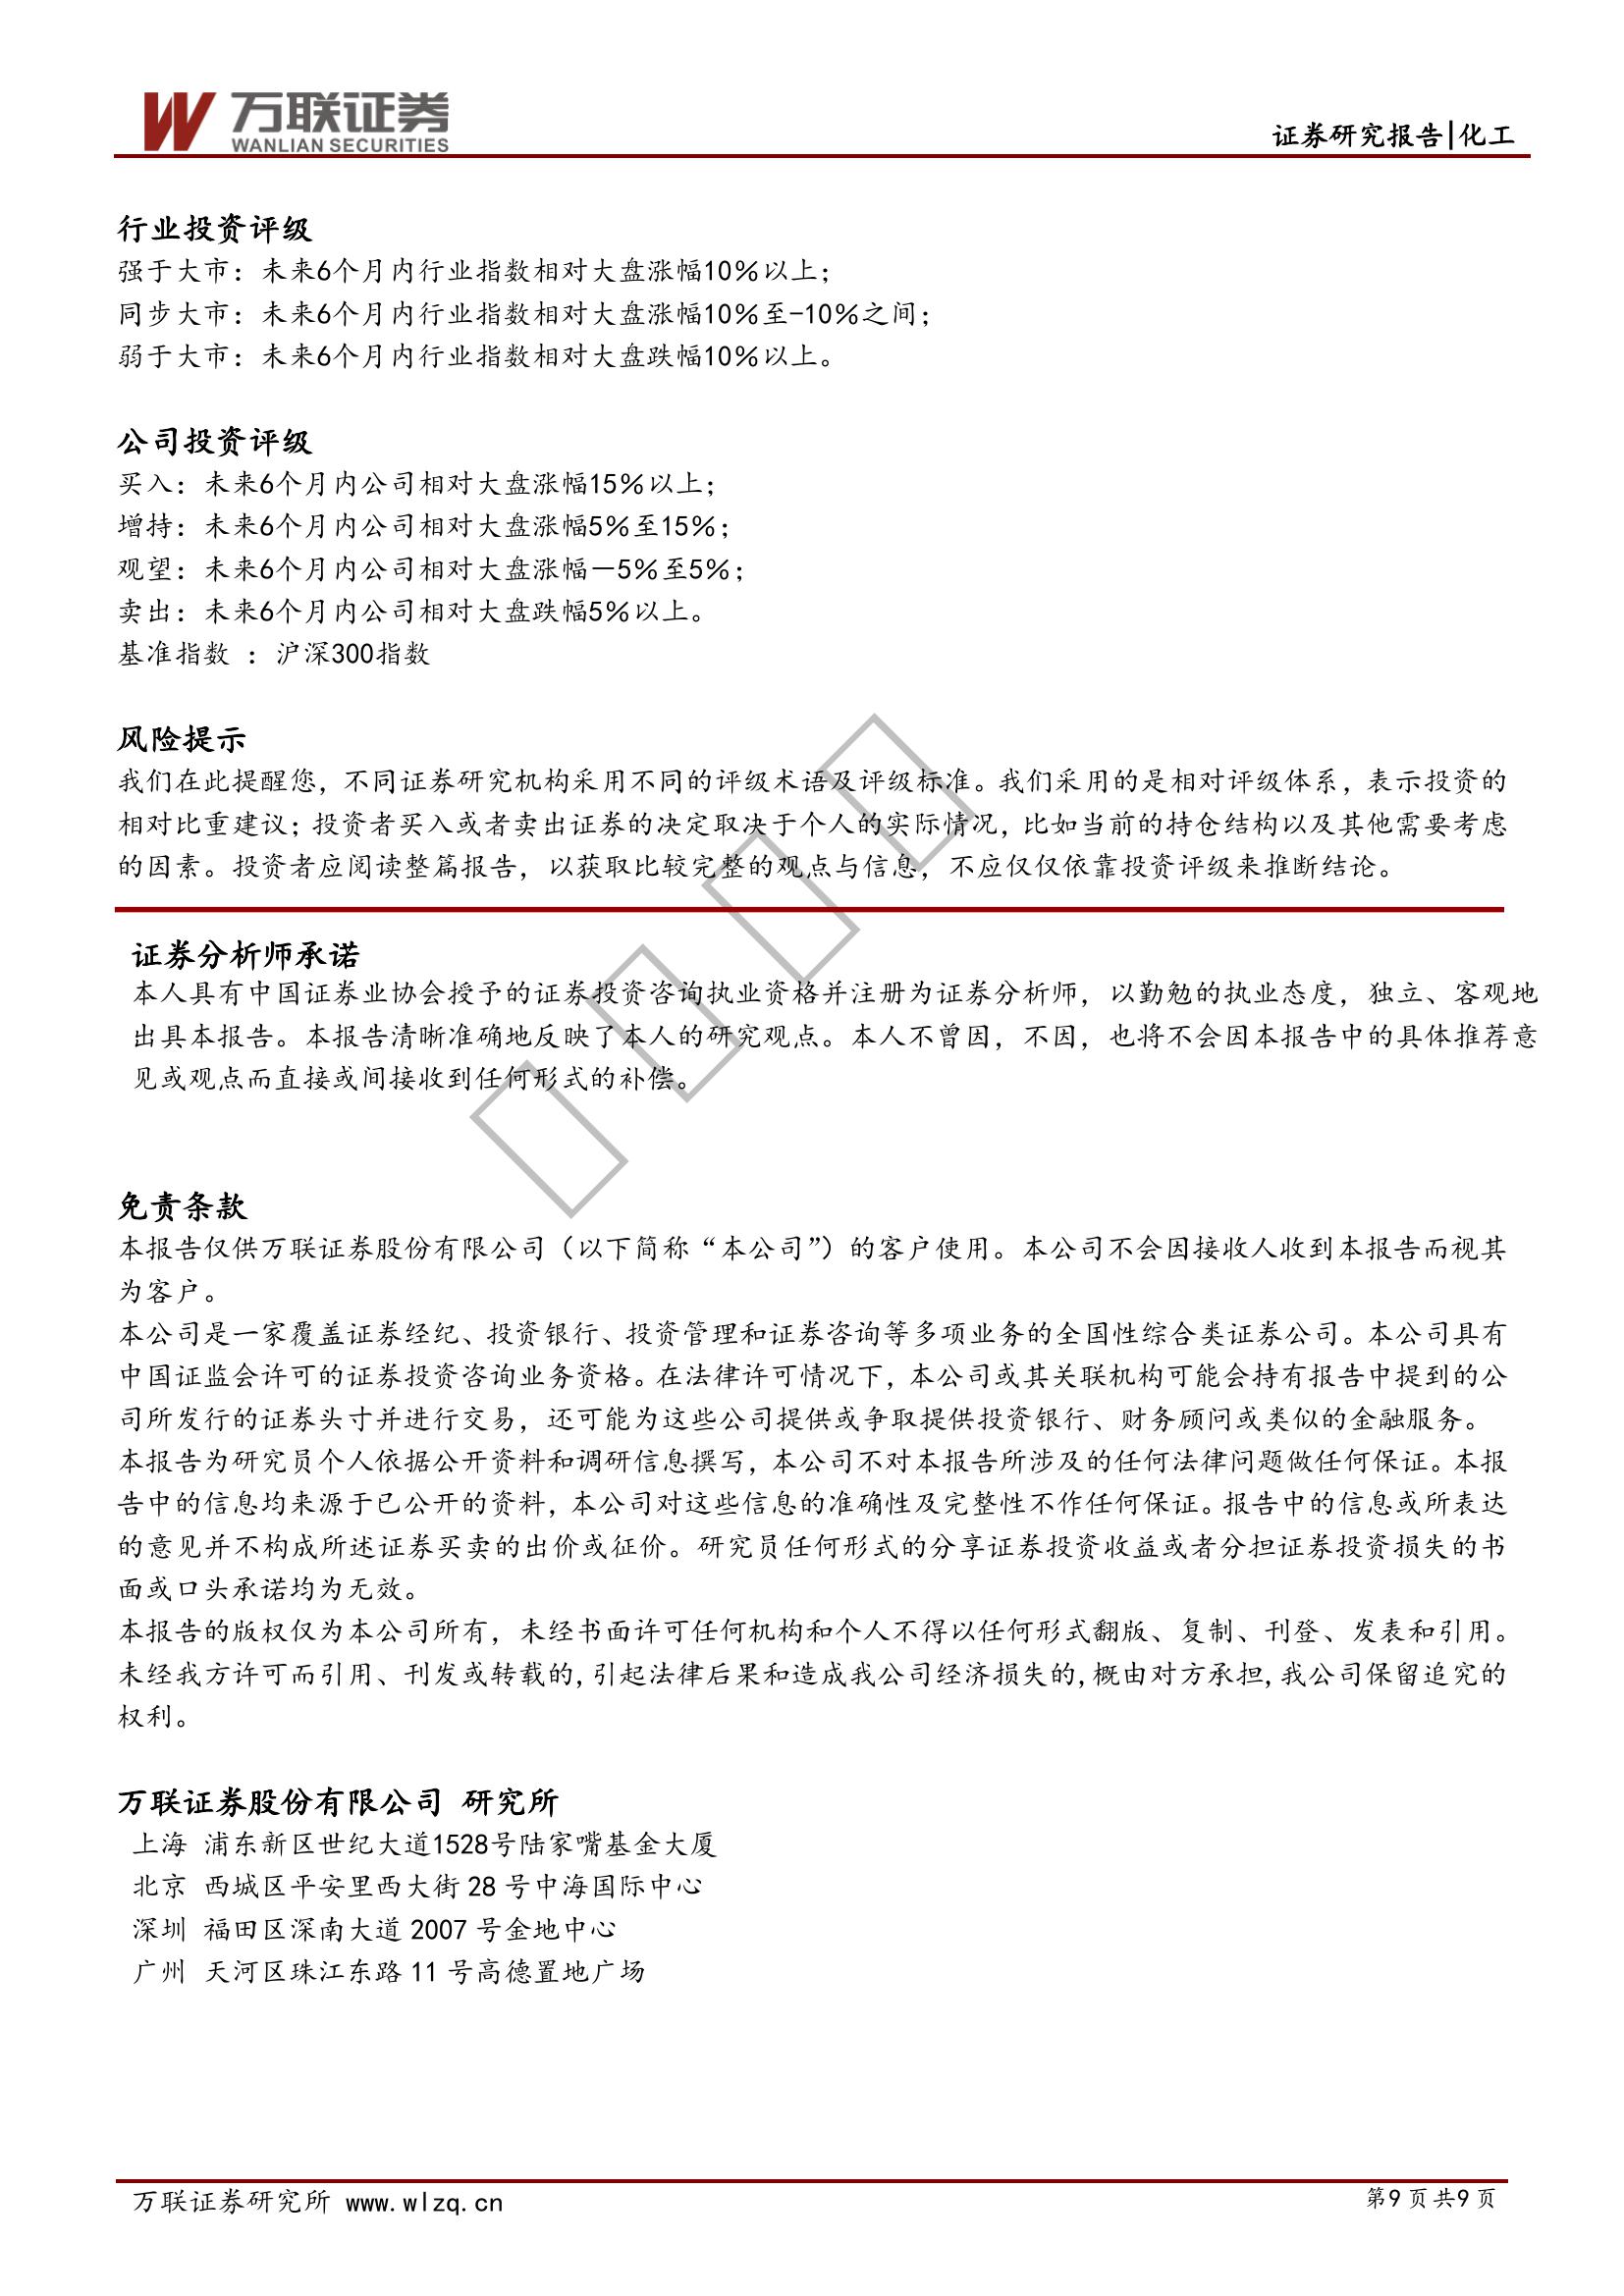 万联证券
WANLIAN SECURITIES
证券研究报告|化工
行业投资评级
强于大市：未来6个月内行业指数相对大盘涨幅10％以上；
同步大市：未来6个月内行业指数相对大盘涨幅10％至-10％之间；
弱于大市：未来6个月内行业指数相对大盘跌幅10％以上。
公司投资评级
买入：未来6个月内公司相对大盘涨幅15％以上；
增持：未来6个月内公司相对大盘涨幅5％至15％；
观望：未来6个月内公司相对大盘涨幅－5％至5％；
卖出：未来6个月内公司相对大盘跌幅5％以上。
基准指数 ：沪深300指数
风险提示
我们在此提醒您，不同证券研究机构采用不同的评级术语及评级标准。我们采用的是相对评级体系，表示投资的
相对比重建议；投资者买入或者卖出证券的决定取决于个人的实际情况，比如当前的持仓结构以及其他需要考虑
的因素。投资者应阅读整篇报告，以获取比较完整的观点与信息，不应仅仅依靠投资评级来推断结论。
证券分析师承诺
本人具有中国证券业协会授予的证券投资咨询执业资格并注册为证券分析师，以勤勉的执业态度，独立、客观地
出具本报告。本报告清晰准确地反映了本人的研究观点。本人不曾因，不因，也将不会因本报告中的具体推荐意
见或观点而直接或间接收到任何形式的补偿。
免责条款
本报告仅供万联证券股份有限公司（以下简称“本公司”）的客户使用。本公司不会因接收人收到本报告而视其
为客户。
本公司是一家覆盖证券经纪、投资银行、投资管理和证券咨询等多项业务的全国性综合类证券公司。本公司具有
中国证监会许可的证券投资咨询业务资格。在法律许可情况下，本公司或其关联机构可能会持有报告中提到的公
司所发行的证券头寸并进行交易，还可能为这些公司提供或争取提供投资银行、财务顾问或类似的金融服务。
本报告为研究员个人依据公开资料和调研信息撰写，本公司不对本报告所涉及的任何法律问题做任何保证。本报
告中的信息均来源于已公开的资料，本公司对这些信息的准确性及完整性不作任何保证。报告中的信息或所表达
的意见并不构成所述证券买卖的出价或征价。研究员任何形式的分享证券投资收益或者分担证券投资损失的书
面或口头承诺均为无效。
本报告的版权仅为本公司所有，未经书面许可任何机构和个人不得以任何形式翻版、复制、刊登、发表和引用。
未经我方许可而引用、刊发或转载的,引起法律后果和造成我公司经济损失的,概由对方承担,我公司保留追究的
权利。
万联证券股份有限公司 研究所
上海 浦东新区世纪大道1528号陆家嘴基金大厦
北京 西城区平安里西大街 28 号中海国际中心
深圳 福田区深南大道 2007 号金地中心
广州 天河区珠江东路 11 号高德置地广场
万联证券研究所 www.wlzq.cn
第9 页 共9 页